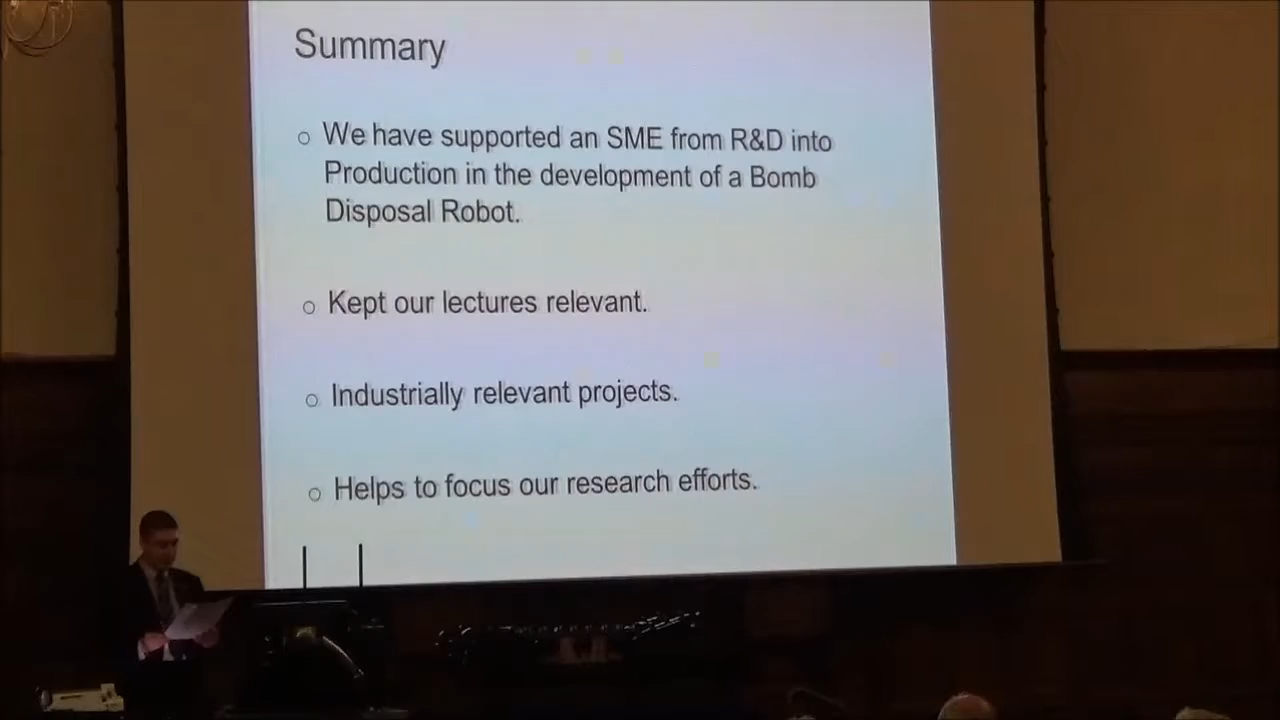 Summary
○ We have supported an SME from R&D into
Production in the development of a Bomb
Disposal Robot.
○ Kept our lectures relevant.
○ Industrially relevant projects.
○ Helps to focus our research efforts.